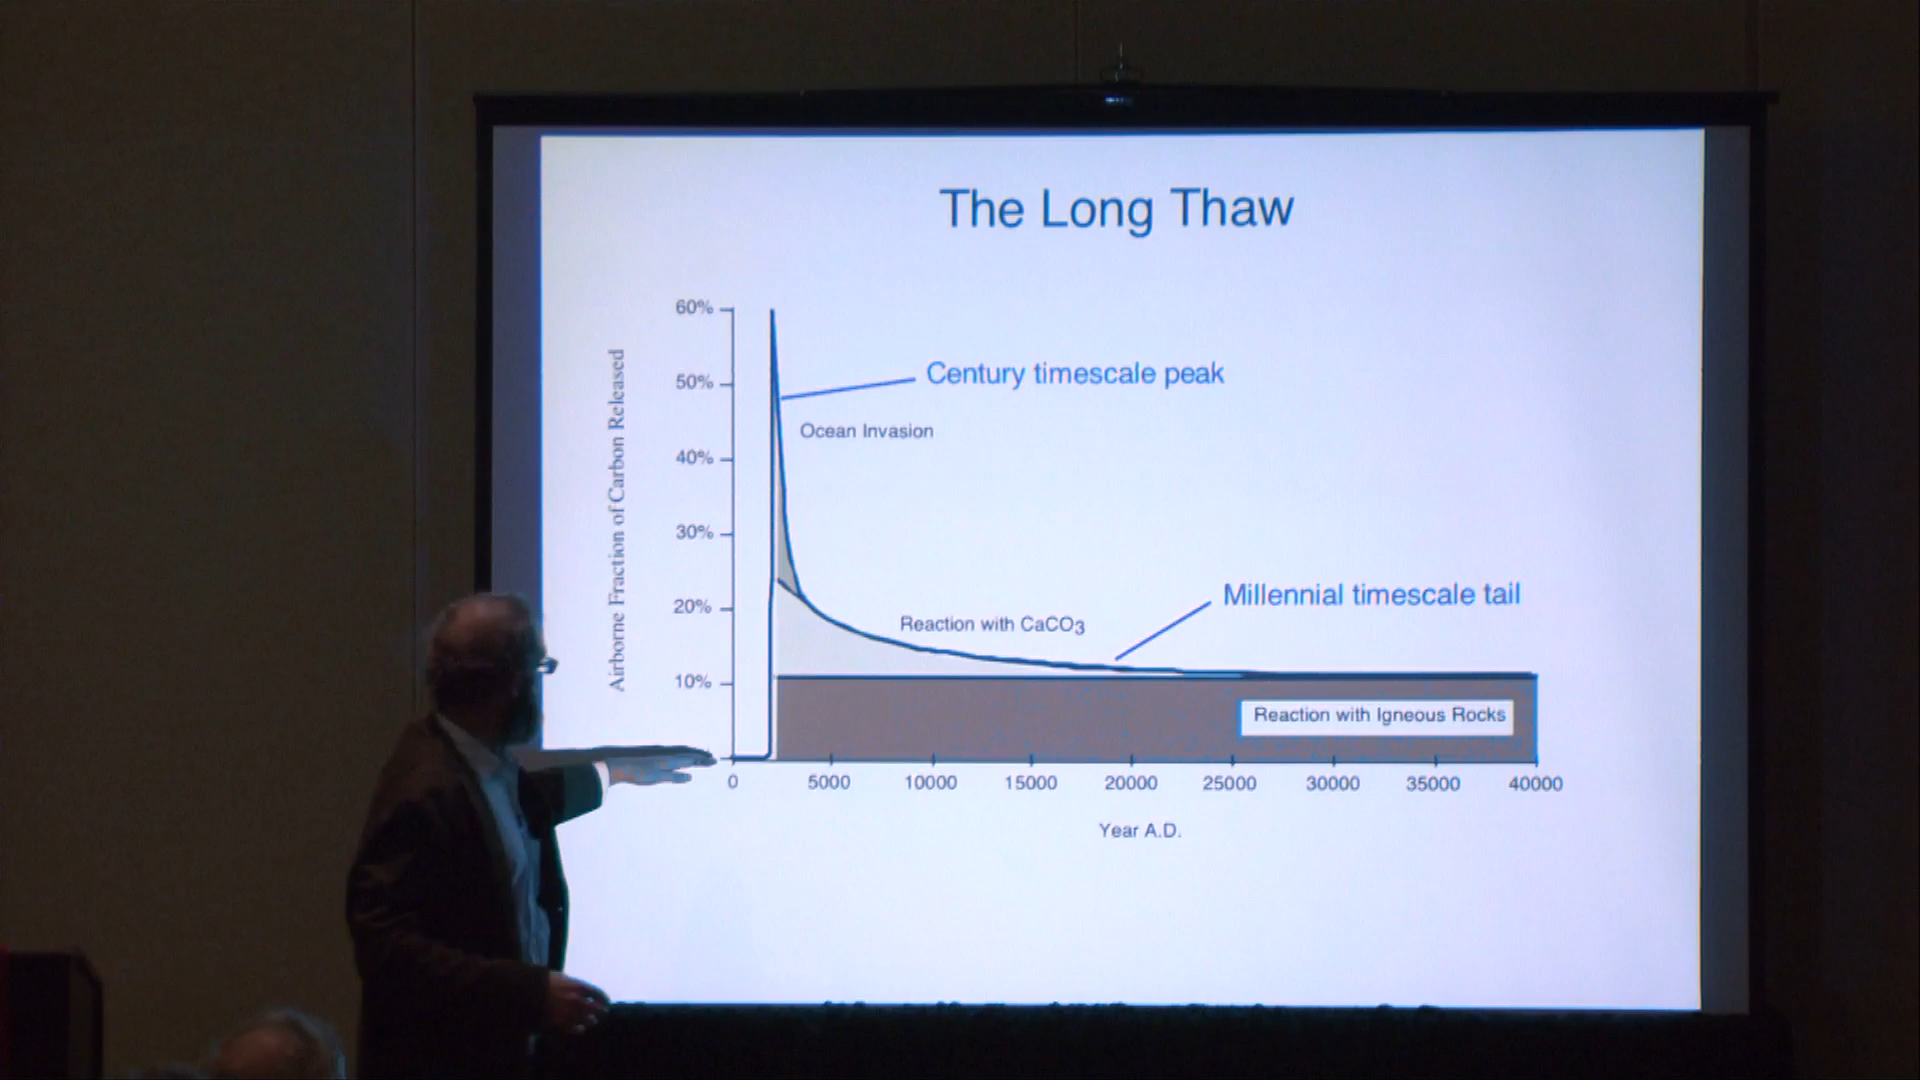 The Long Thaw
60%
50%
40%
30%
20%
10%
Airborne Fraction of Carbon Released
Century timescale peak
Ocean Invasion
Millennial timescale tail
Reaction with CaCO3
Reaction with Igneous Rocks
0 5000 10000 15000 20000 25000 30000 35000 40000
Year A.D.